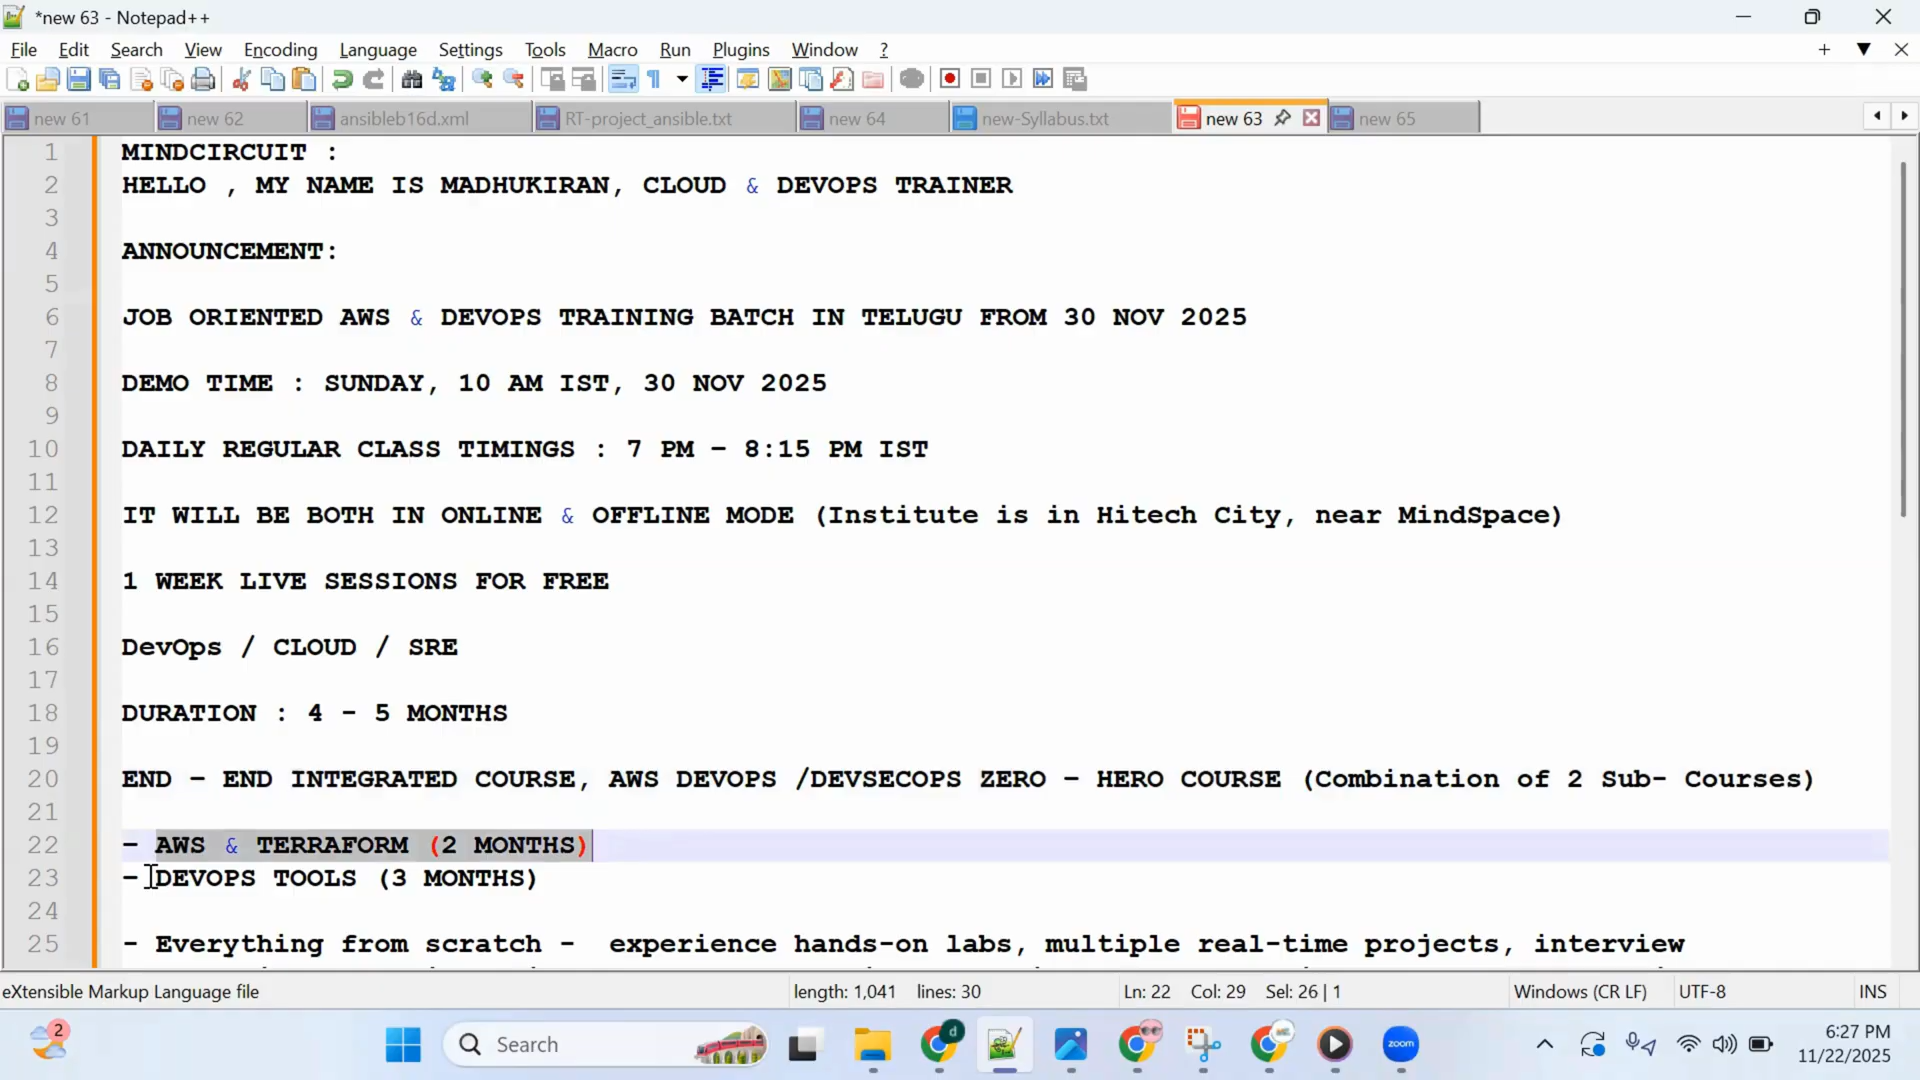 *new 63 - Notepad++
File Edit Search View Encoding Language Settings Tools Macro Run Plugins Window ?
new 61 new 62 ansibleb16d.xml RT-project_ansible.txt new 64 new-Syllabus.txt new 63 new 65
1 MINDCIRCUIT :
2 HELLO , MY NAME IS MADHUKIRAN, CLOUD & DEVOPS TRAINER
3
4 ANNOUNCEMENT:
5
6 JOB ORIENTED AWS & DEVOPS TRAINING BATCH IN TELUGU FROM 30 NOV 2025
7
8 DEMO TIME : SUNDAY, 10 AM IST, 30 NOV 2025
9
10 DAILY REGULAR CLASS TIMINGS : 7 PM – 8:15 PM IST
11
12 IT WILL BE BOTH IN ONLINE & OFFLINE MODE (Institute is in Hitech City, near MindSpace)
13
14 1 WEEK LIVE SESSIONS FOR FREE
15
16 DevOps / CLOUD / SRE
17
18 DURATION : 4 - 5 MONTHS
19
20 END – END INTEGRATED COURSE, AWS DEVOPS /DEVSECOPS ZERO – HERO COURSE (Combination of 2 Sub- Courses)
21
22 – AWS & TERRAFORM (2 MONTHS)
23 – DEVOPS TOOLS (3 MONTHS)
24
25 - Everything from scratch - experience hands-on labs, multiple real-time projects, interview
eXtensible Markup Language file length: 1,041 lines: 30 Ln: 22 Col: 29 Sel: 26 | 1 Windows (CR LF) UTF-8 INS
2 Search d zoom 6:27 PM
11/22/2025